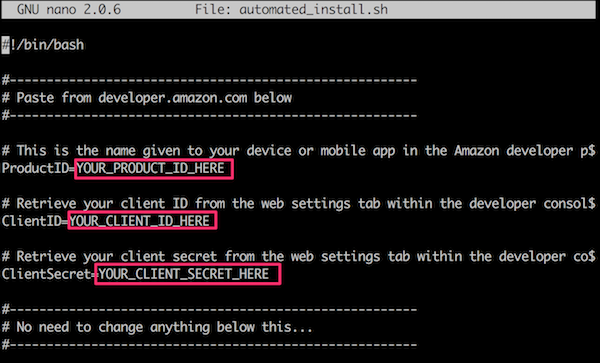 GNU nano 2.0.6 File: automated_install.sh
#!/bin/bash
#-------------------------------------------------------
# Paste from developer.amazon.com below
#-------------------------------------------------------
# This is the name given to your device or mobile app in the Amazon developer p$
ProductID=YOUR_PRODUCT_ID_HERE
# Retrieve your client ID from the web settings tab within the developer consol$
ClientID=YOUR_CLIENT_ID_HERE
# Retrieve your client secret from the web settings tab within the developer co$
ClientSecret=YOUR_CLIENT_SECRET_HERE
#-------------------------------------------------------
# No need to change anything below this...
#-------------------------------------------------------